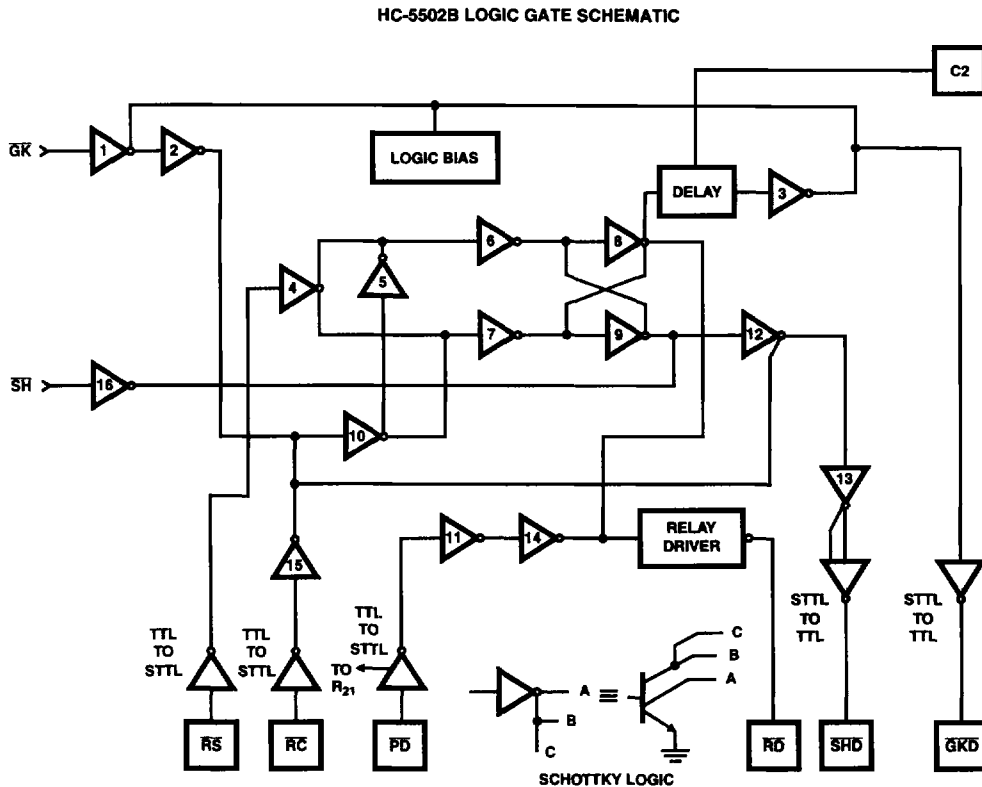 HC-5502B LOGIC GATE SCHEMATIC
C2
GK
1
2
LOGIC BIAS
DELAY
3
4
5
6
8
7
9
12
SH
16
10
13
11
14
RELAY
DRIVER
15
TTL
TO
STTL
TTL
TO
STTL
TTL
TO
STTL
TO
R21
STTL
TO
TTL
STTL
TO
TTL
A
B
C
≡
C
B
A
RS
RC
PD
RD
SHD
GKD
SCHOTTKY LOGIC